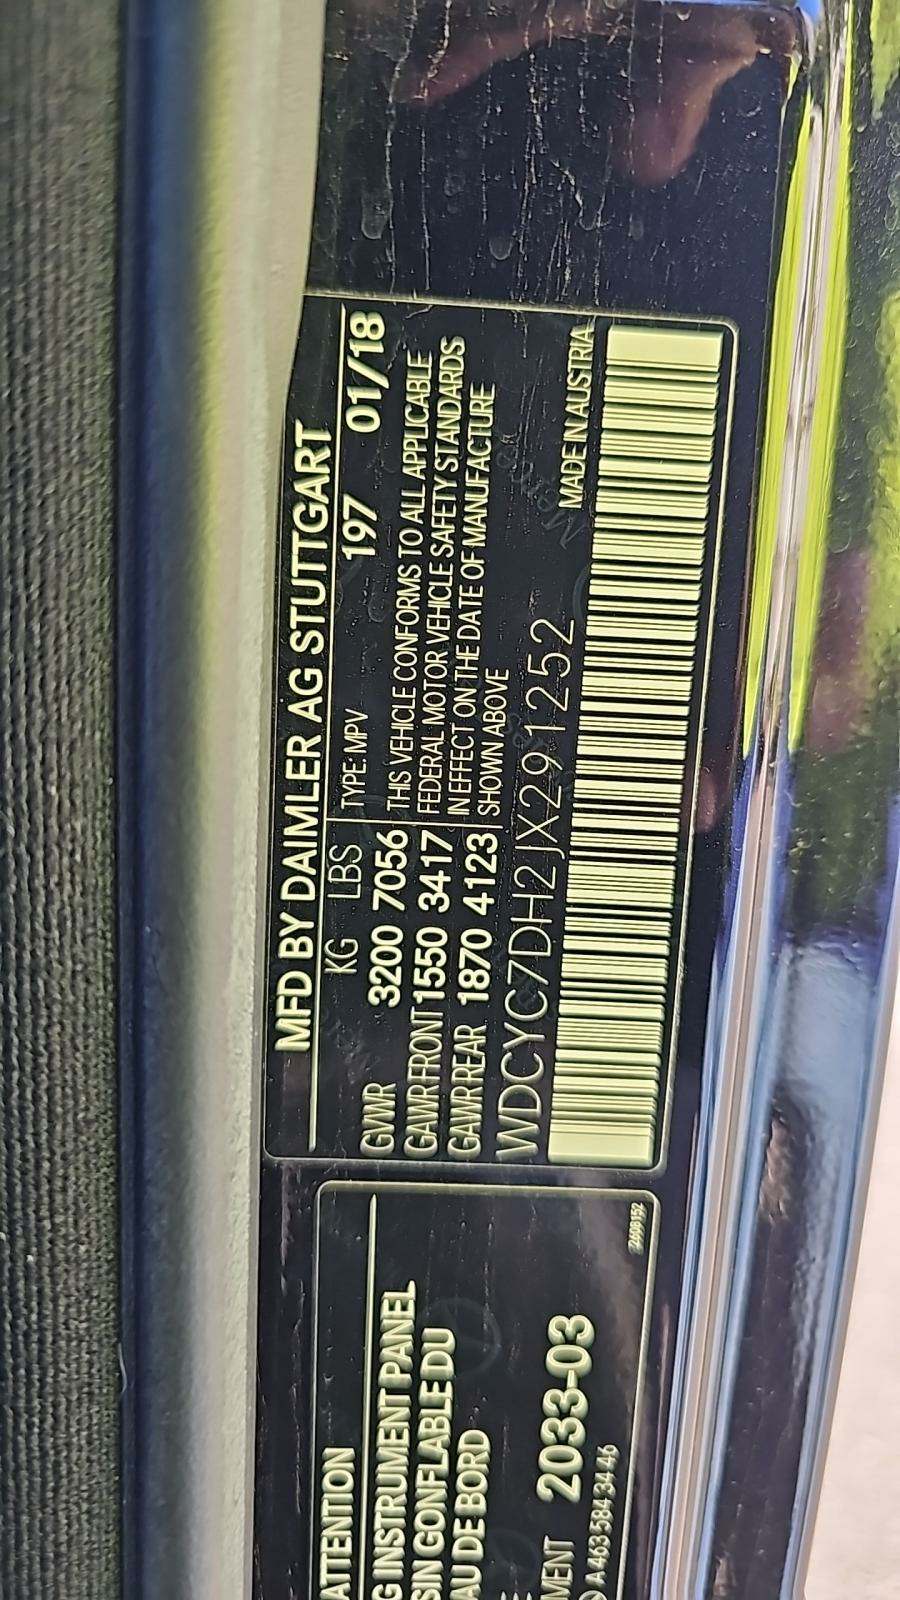 MFD BY DAIMLER AG STUTTGART
KG LBS TYPE: MPV 197 01/18
GVWR 3200 7056 THIS VEHICLE CONFORMS TO ALL APPLICABLE
GAWR FRONT 1550 3417 FEDERAL MOTOR VEHICLE SAFETY STANDARDS
GAWR REAR 1870 4123 IN EFFECT ON THE DATE OF MANUFACTURE
SHOWN ABOVE
MADE IN AUSTRIA
WDCYC7DH2JX291252
ATTENTION
G INSTRUMENT PANEL
SIN GONFLABLE DU
AU DE BORD
MENT 2033-03
A 463 584 34 46